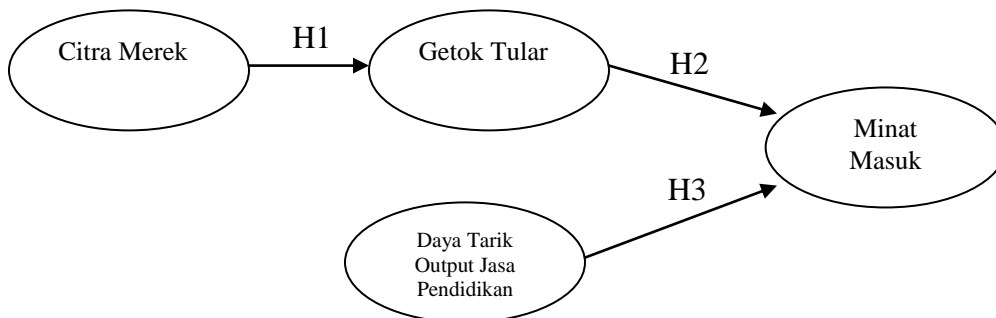 Citra Merek
H1
Getok Tular
H2
Minat
Masuk
H3
Daya Tarik
Output Jasa
Pendidikan